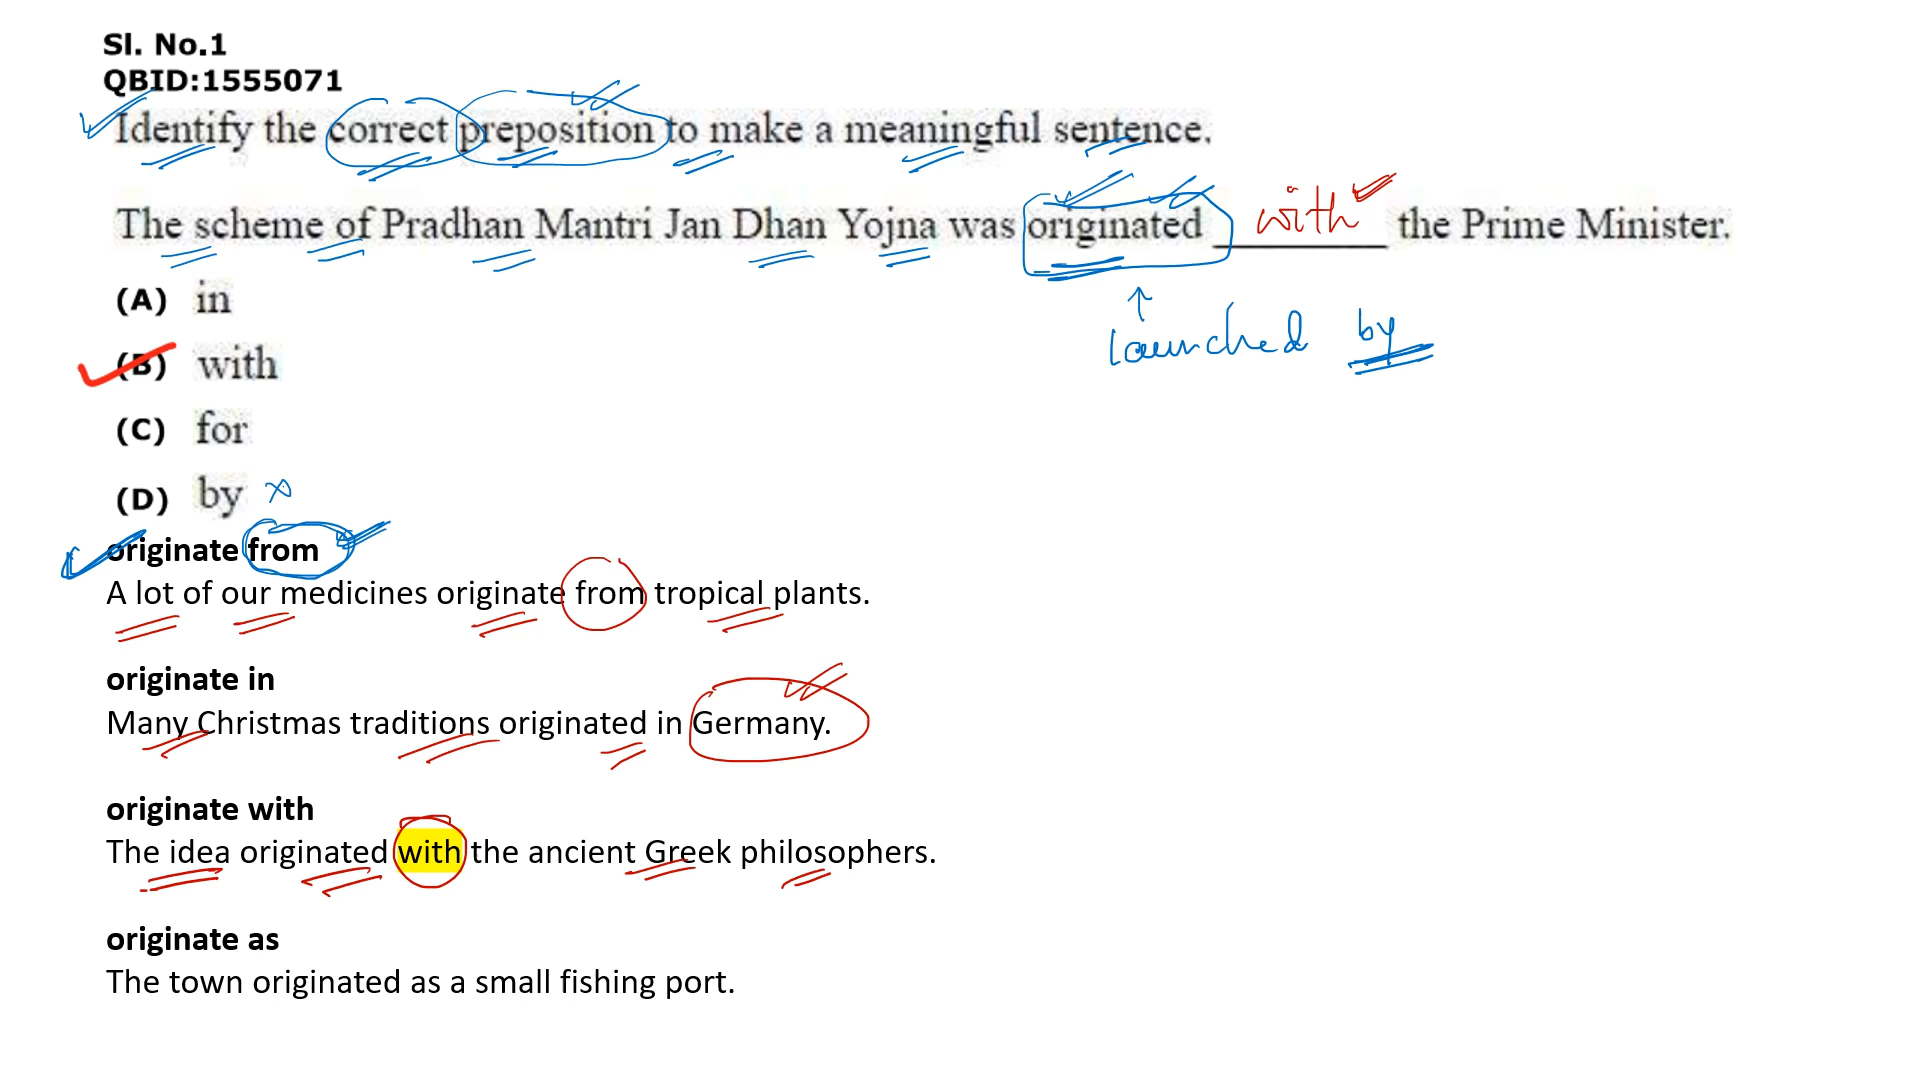 Sl. No.1
QBID:1555071
Identify the correct preposition to make a meaningful sentence.
The scheme of Pradhan Mantri Jan Dhan Yojna was originated with the Prime Minister.
(A) in
launched by
(B) with
(C) for
(D) by
originate from
A lot of our medicines originate from tropical plants.
originate in
Many Christmas traditions originated in Germany.
originate with
The idea originated with the ancient Greek philosophers.
originate as
The town originated as a small fishing port.